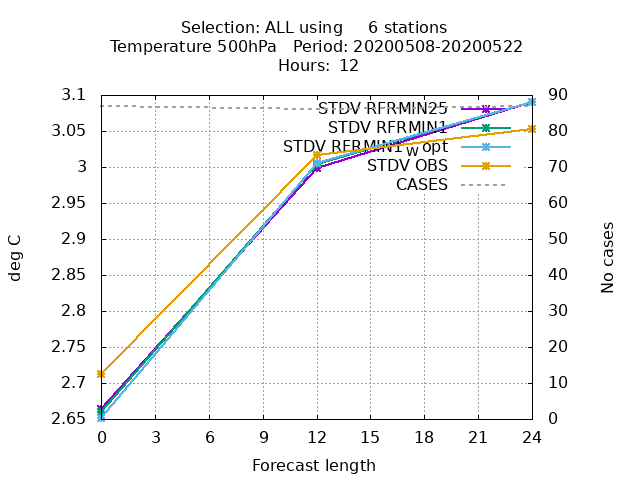 Selection: ALL using     6 stations
Temperature 500hPa   Period: 20200508-20200522
Hours: 12
3.1
3.05
3
2.95
2.9
2.85
2.8
2.75
2.7
2.65
deg C
STDV RFRMIN25
STDV RFRMIN1
STDV RFRMIN1_W opt
STDV OBS
CASES
90
80
70
60
50
40
30
20
10
0
No cases
0 3 6 9 12 15 18 21 24
Forecast length